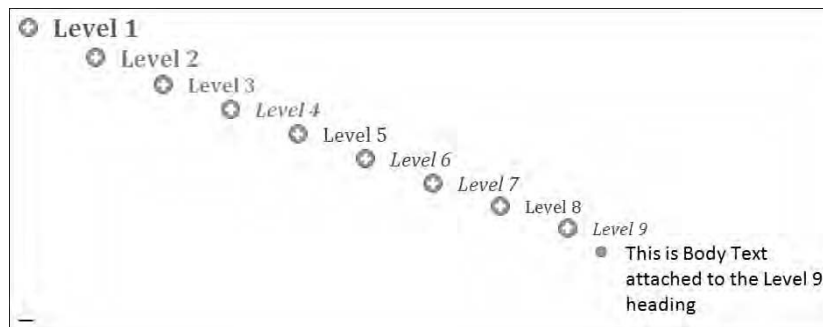 Level 1
Level 2
Level 3
Level 4
Level 5
Level 6
Level 7
Level 8
Level 9
This is Body Text
attached to the Level 9
heading